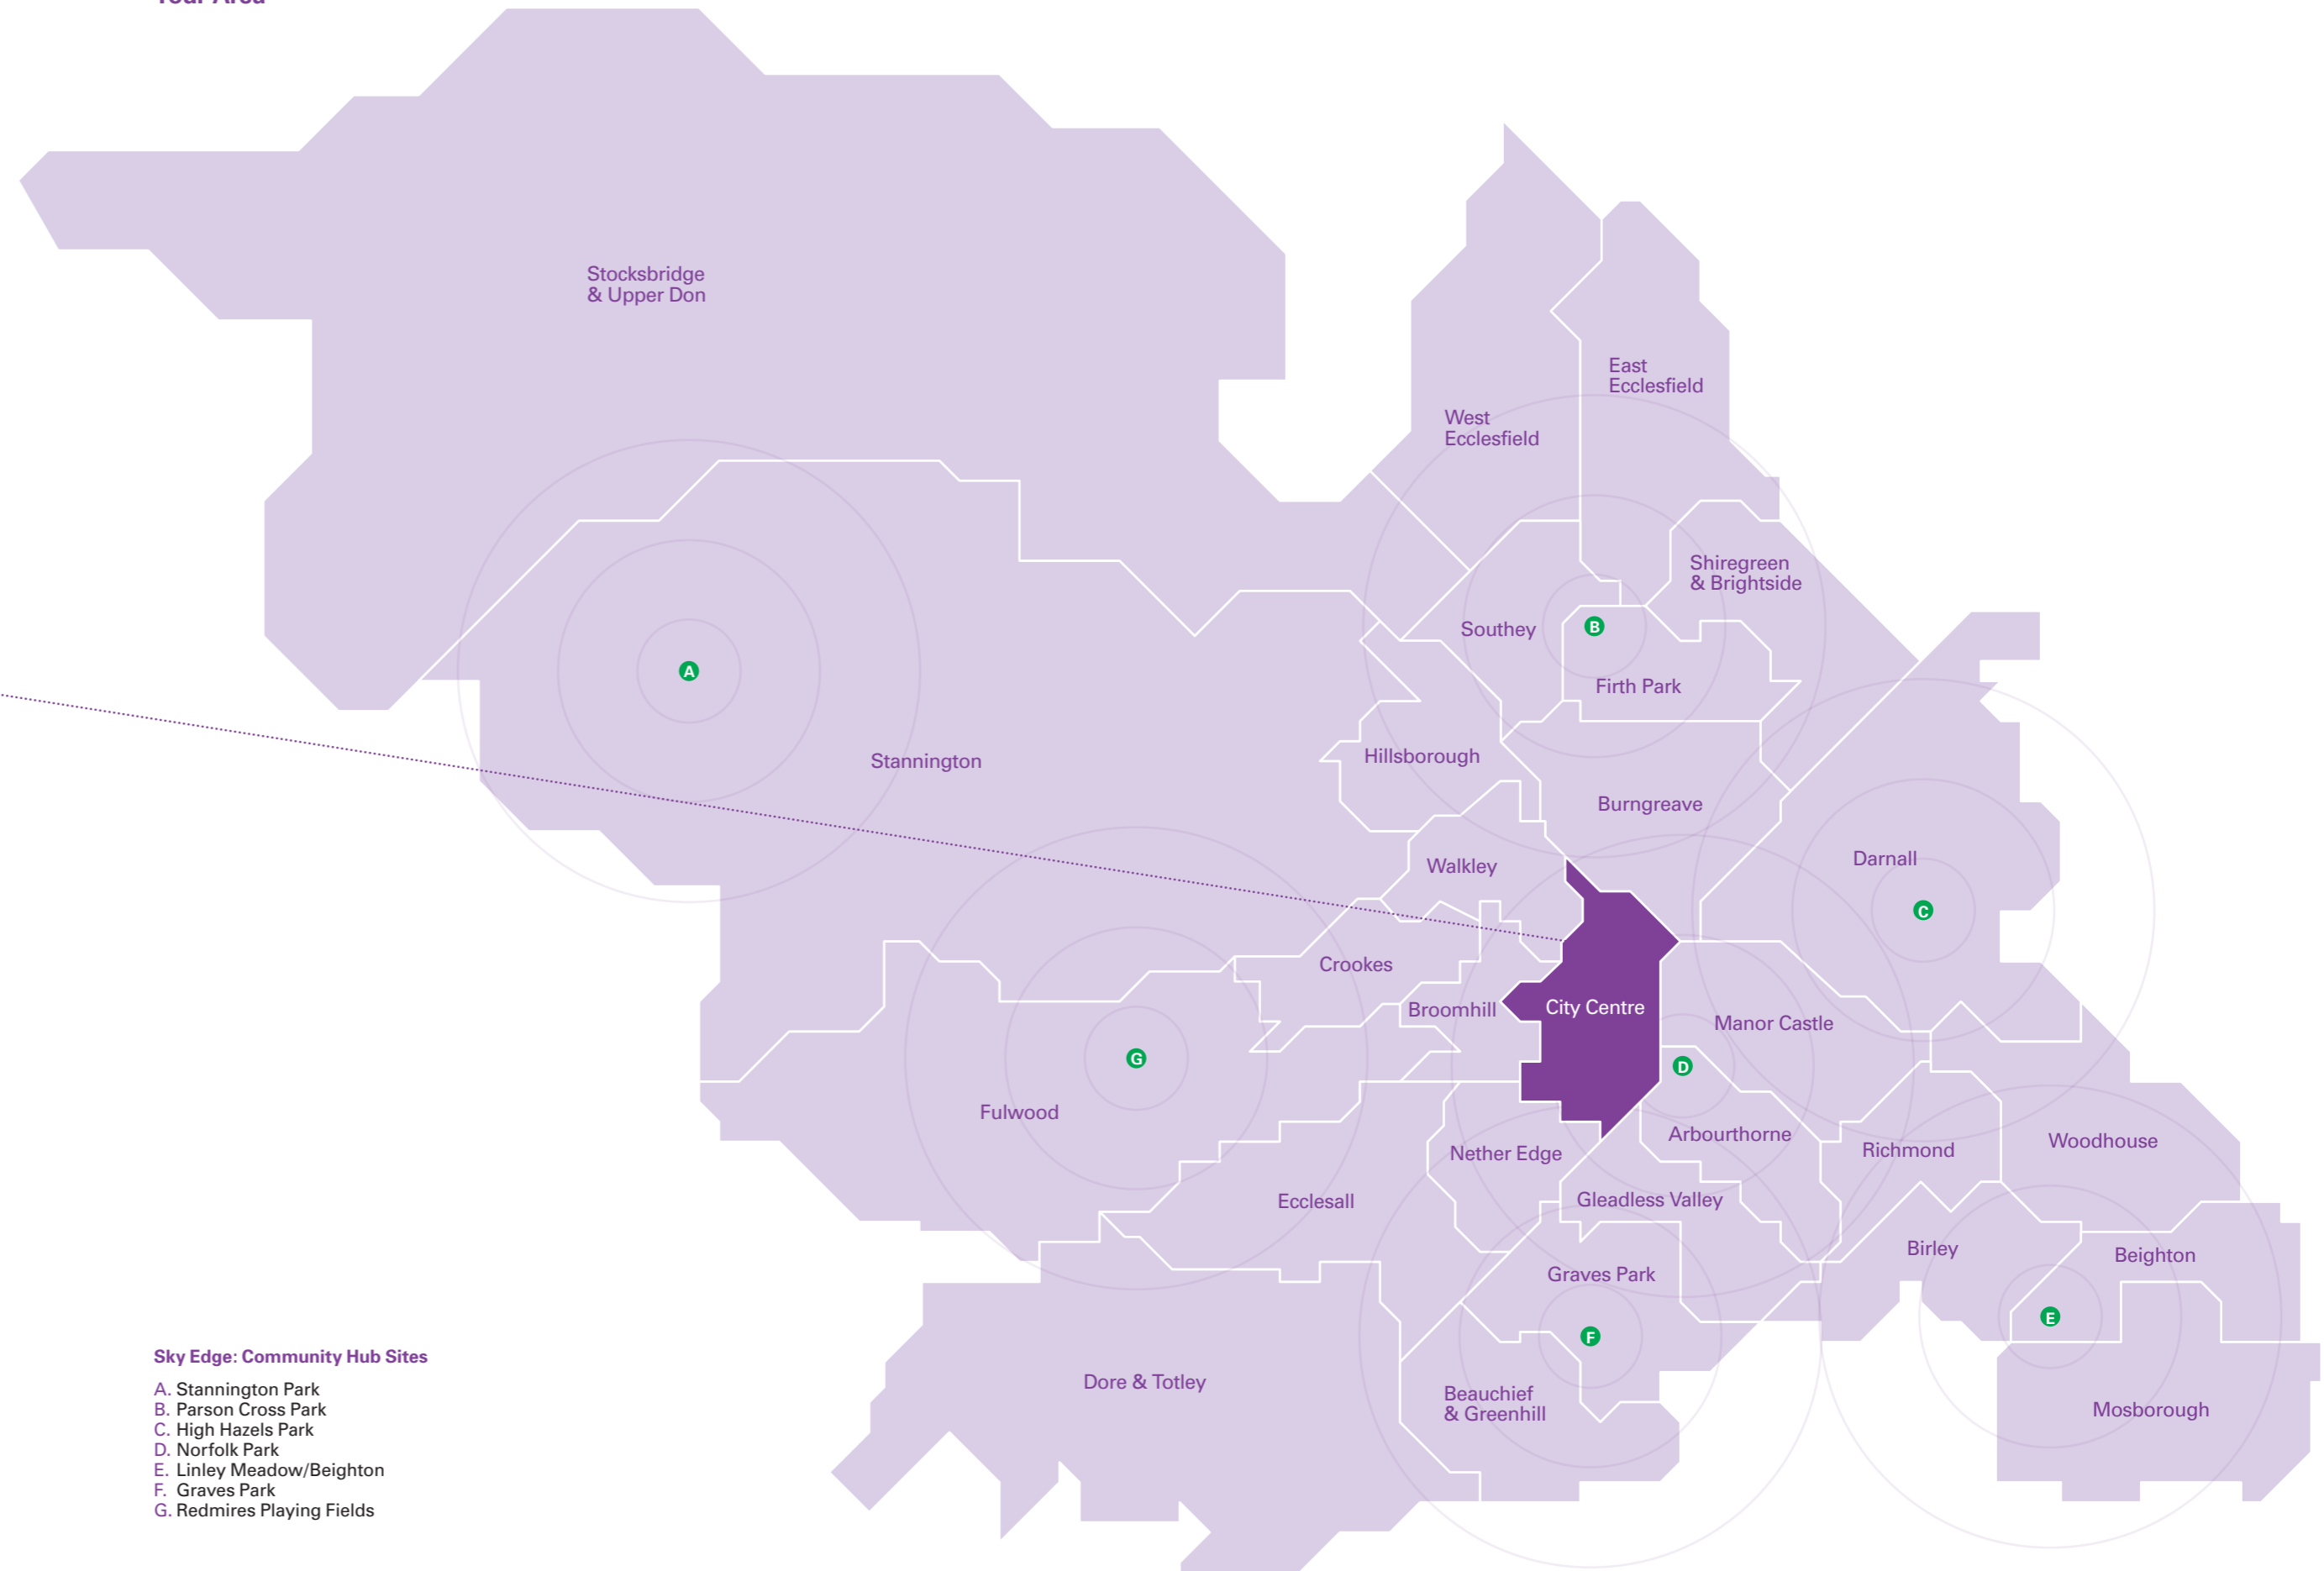 Your Area
Stocksbridge
& Upper Don
East
Ecclesfield
West
Ecclesfield
Shiregreen
& Brightside
Southey
B
A
Firth Park
Hillsborough
Stannington
Burngreave
Darnall
Walkley
C
Crookes
City Centre
Broomhill
Manor Castle
G
D
Fulwood
Arbourthorne
Woodhouse
Richmond
Nether Edge
Gleadless Valley
Ecclesall
Birley
Beighton
Graves Park
E
F
Dore & Totley
Beauchief
& Greenhill
Mosborough
Sky Edge: Community Hub Sites
A. Stannington Park
B. Parson Cross Park
C. High Hazels Park
D. Norfolk Park
E. Linley Meadow/Beighton
F. Graves Park
G. Redmires Playing Fields